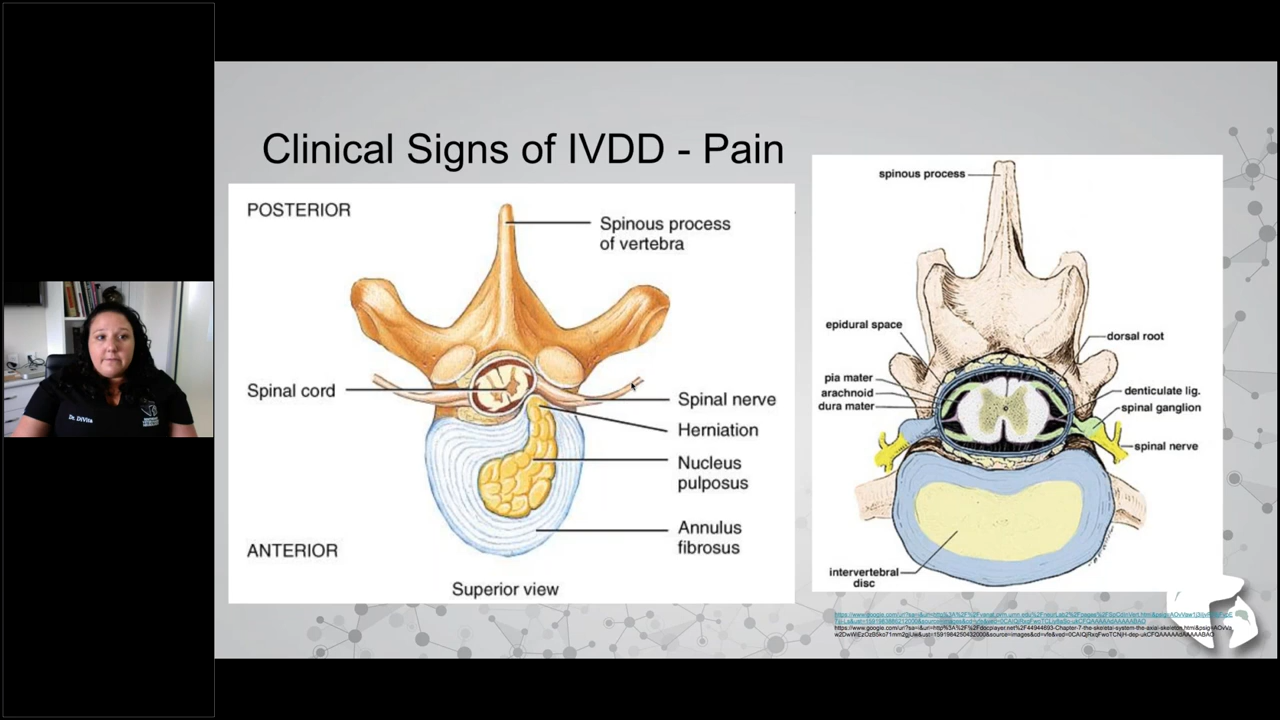 Clinical Signs of IVDD - Pain
POSTERIOR
Spinous process
of vertebra
Spinal cord
Spinal nerve
Herniation
Nucleus
pulposus
Annulus
fibrosus
ANTERIOR
Superior view
spinous process
epidural space
dorsal root
pia mater
arachnoid
dura mater
denticulate lig.
spinal ganglion
spinal nerve
intervertebral
disc
Dr. DiVita